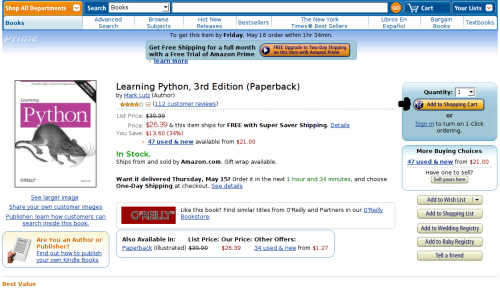 Shop All Departments
Search
Books
GO
Cart
Your Lists
Books
Advanced Search
Browse Subjects
Hot New Releases
Bestsellers
The New York Times® Best Sellers
Libros En Español
Bargain Books
Textbooks
Prime
To get this item by Friday, May 16 order within 1hr 34min.
Get Free Shipping for a full month with a Free Trial of Amazon Prime
FREE Upgrade to Two-Day Shipping on this item with Amazon Prime
learn more
Learning Python, 3rd Edition (Paperback)
by Mark Lutz (Author)
(112 customer reviews)
List Price: $39.99
Price: $26.39 & this item ships for FREE with Super Saver Shipping. Details
You Save: $13.60 (34%)
47 used & new available from $21.00
In Stock.
Ships from and sold by Amazon.com. Gift-wrap available.
Want it delivered Thursday, May 15? Order it in the next 1 hour and 34 minutes, and choose
One-Day Shipping at checkout. See details
Learning
Python
See larger image
Share your own customer images
Publisher: learn how customers can
search inside this book.
Are You an Author or
Publisher?
Find out how to publish
your own Kindle Books
O'REILLY
Like this book? Find similar titles from O'Reilly and Partners in our O'Reilly
Bookstore.
Also Available in: List Price: Our Price: Other Offers:
Paperback (Illustrated) $39.99 $26.39 34 used & new from $1.27
Quantity: 1
Add to Shopping Cart
or
Sign in to turn on 1-Click
ordering.
More Buying Choices
47 used & new from $21.00
Have one to sell?
Sell yours here
Add to Wish List
Add to Shopping List
Add to Wedding Registry
Add to Baby Registry
Tell a friend
Best Value